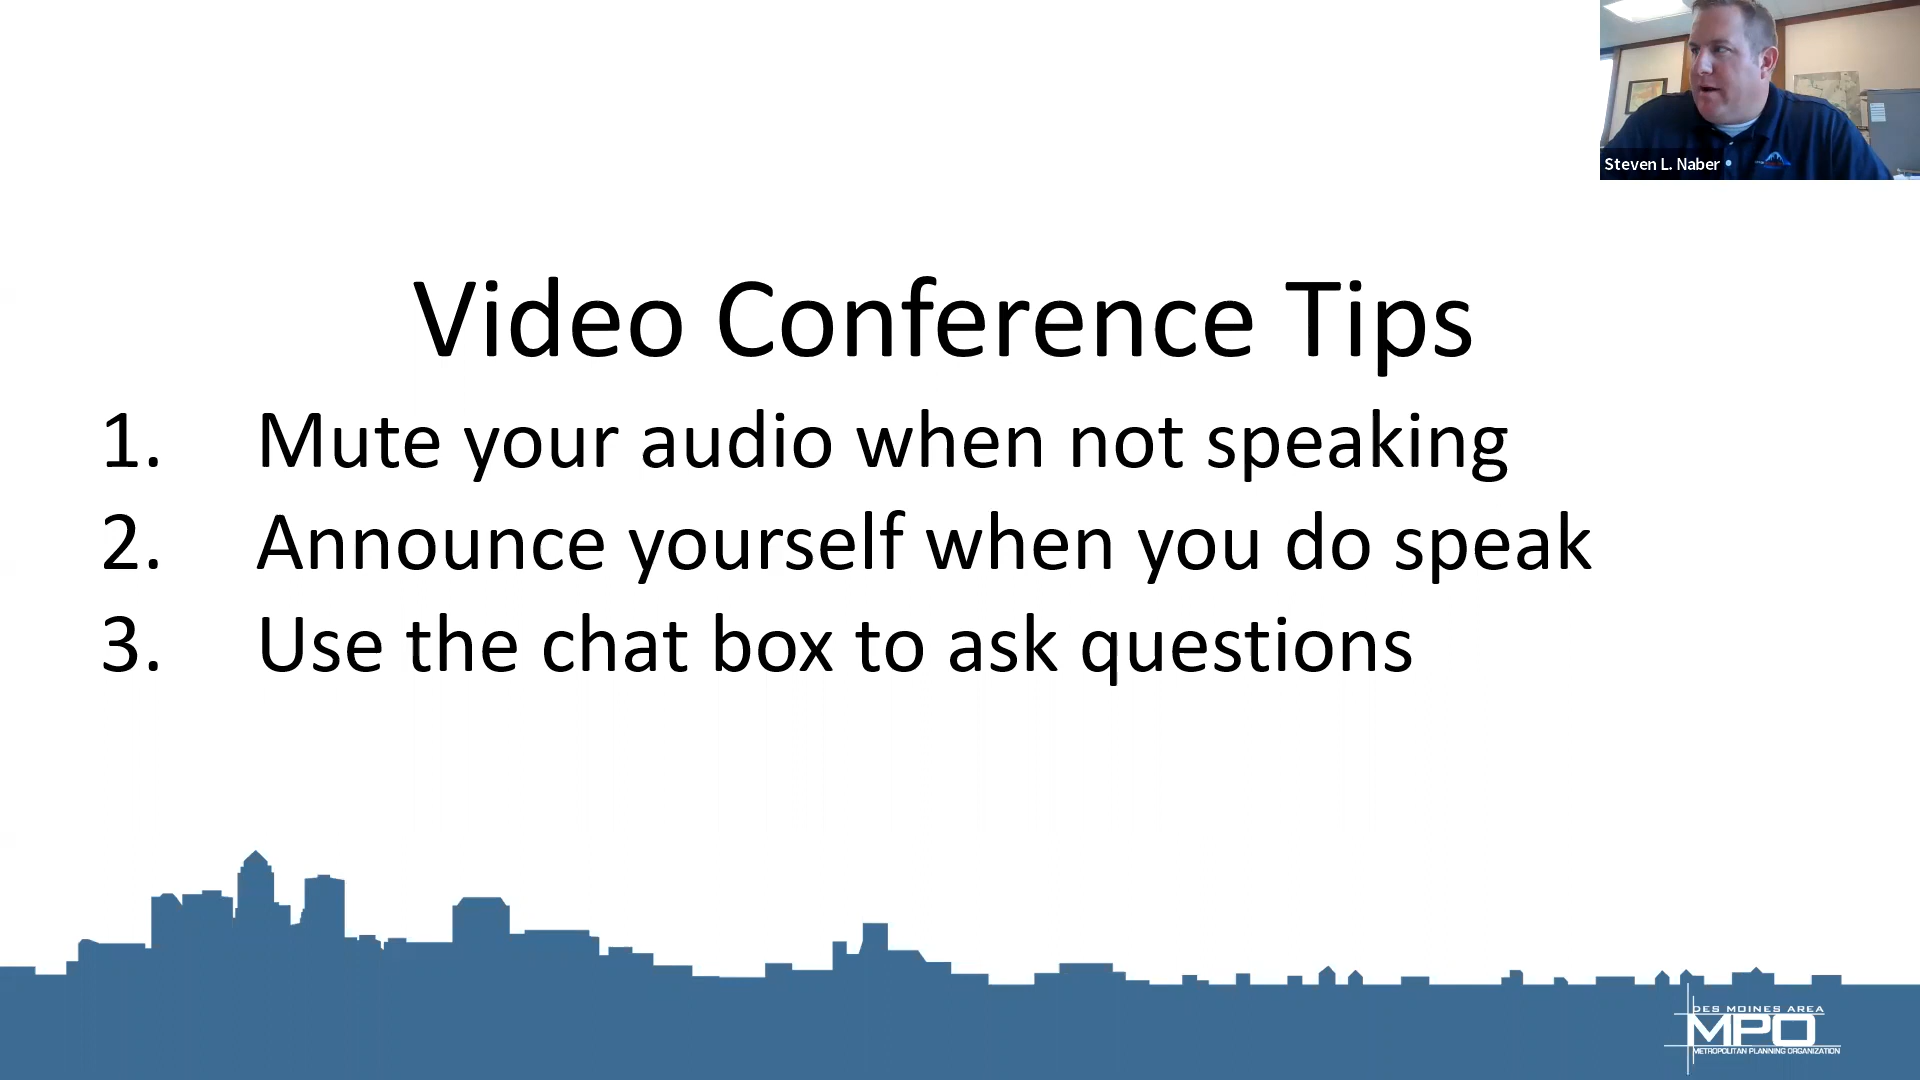 Steven L. Naber
Video Conference Tips
1. Mute your audio when not speaking
2. Announce yourself when you do speak
3. Use the chat box to ask questions
DES MOINES AREA
MPO
METROPOLITAN PLANNING ORGANIZATION